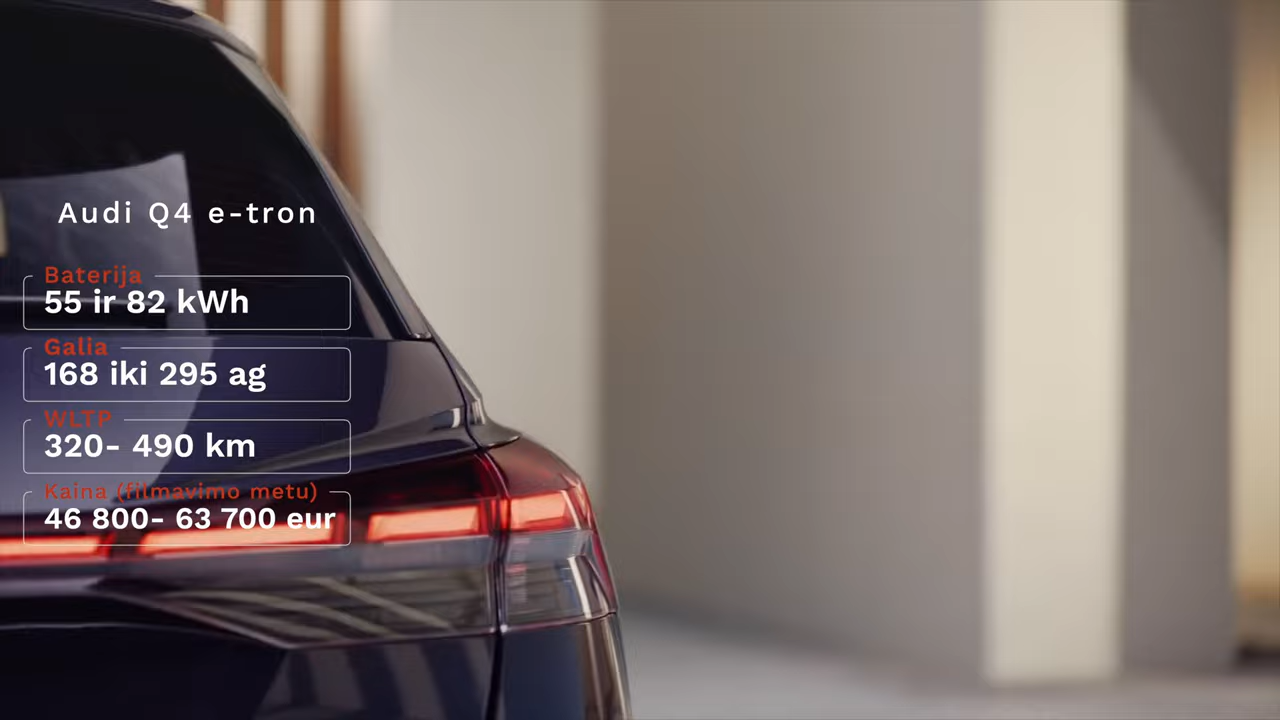 Audi Q4 e-tron
Baterija
55 ir 82 kWh
Galia
168 iki 295 ag
WLTP
320- 490 km
Kaina (filmavimo metu)
46 800- 63 700 eur